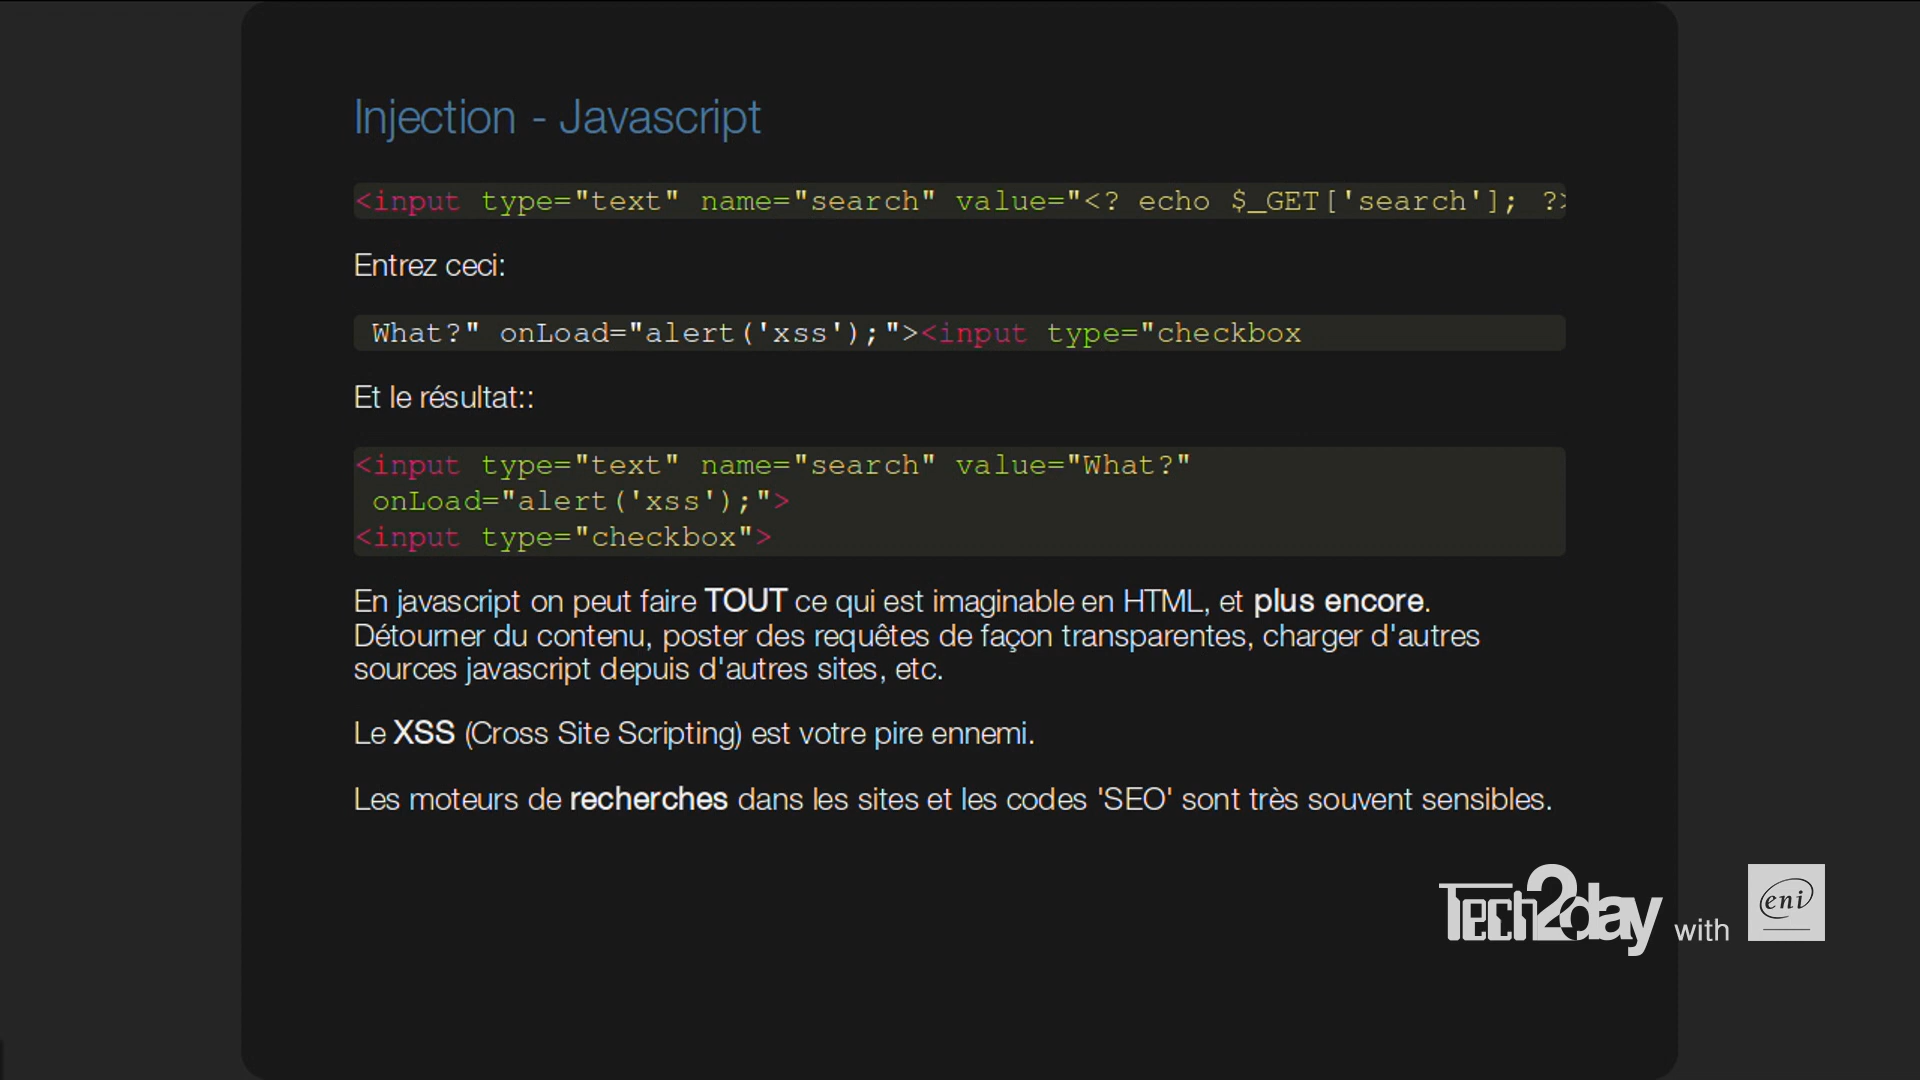 Injection - Javascript
<input type="text" name="search" value="<? echo $_GET['search']; ?>
Entrez ceci:
What?" onLoad="alert('xss');"><input type="checkbox
Et le résultat::
<input type="text" name="search" value="What?"
onLoad="alert('xss');">
<input type="checkbox">
En javascript on peut faire TOUT ce qui est imaginable en HTML, et plus encore.
Détourner du contenu, poster des requêtes de façon transparentes, charger d'autres
sources javascript depuis d'autres sites, etc.
Le XSS (Cross Site Scripting) est votre pire ennemi.
Les moteurs de recherches dans les sites et les codes 'SEO' sont très souvent sensibles.
Tech2day with eni